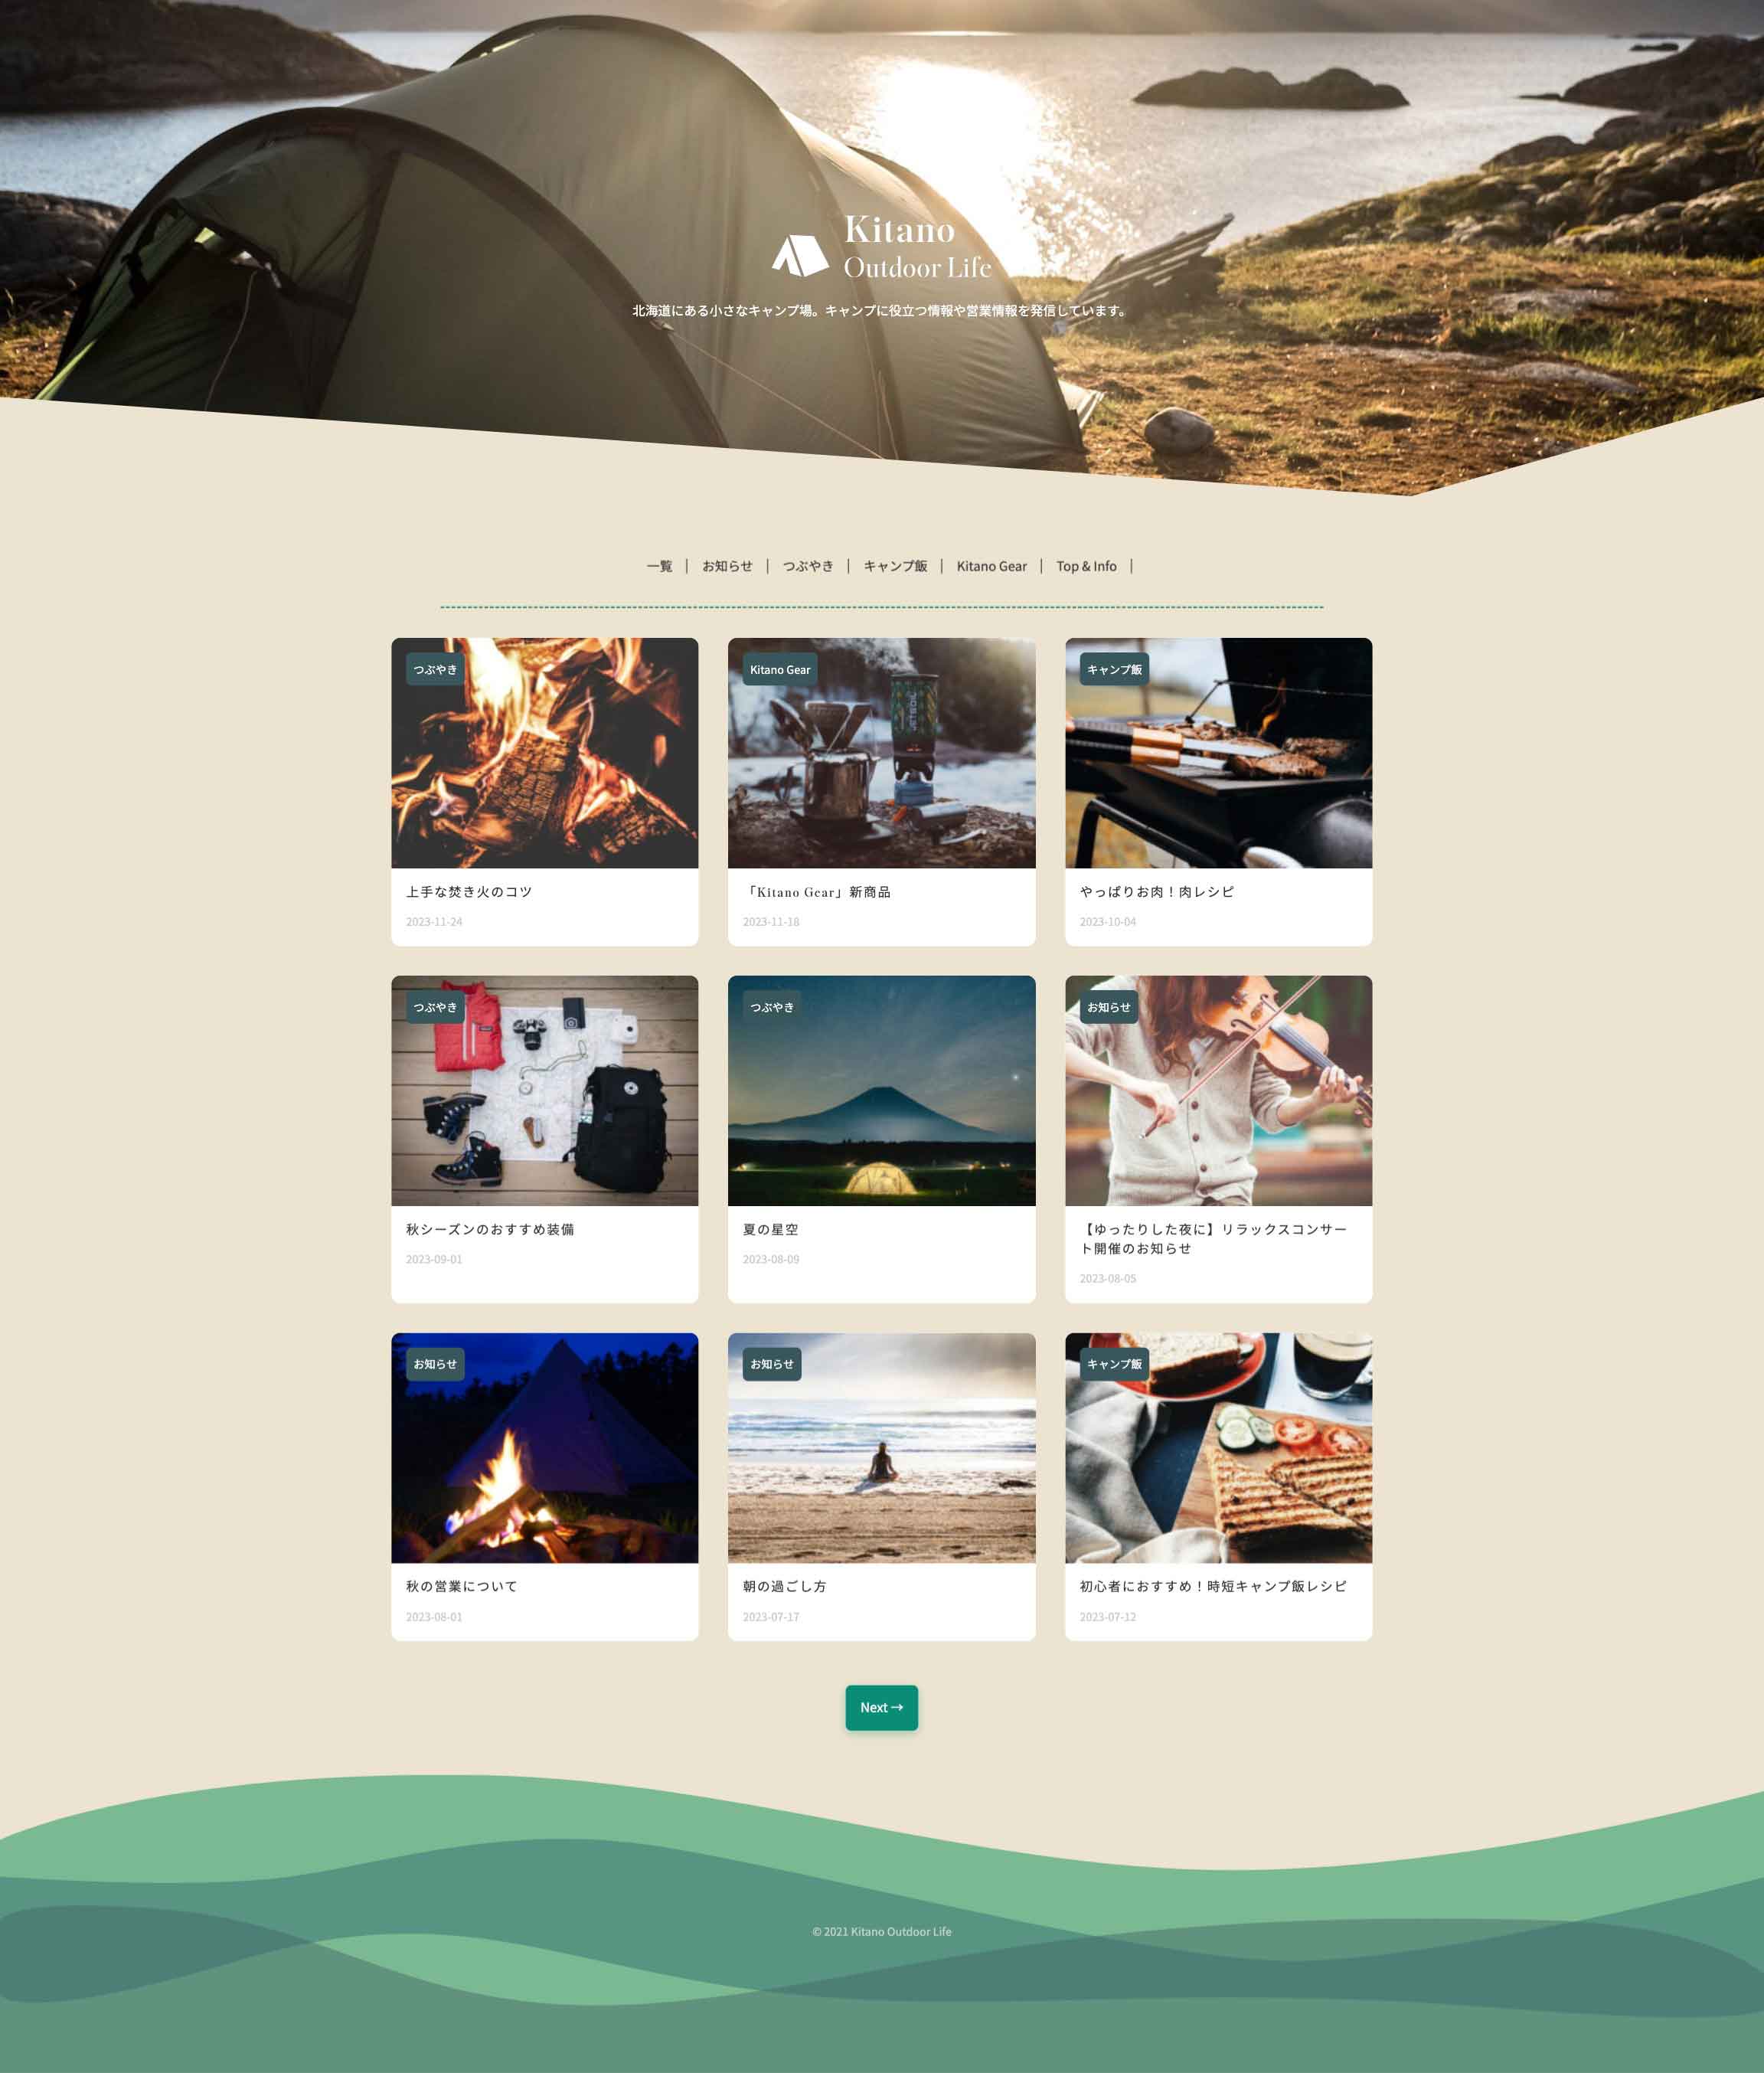 Kitano
Outdoor Life
北海道にある小さなキャンプ場。キャンプに役立つ情報や営業情報を発信しています。
一覧 | お知らせ | つぶやき | キャンプ飯 | Kitano Gear | Top & Info |
つぶやき
上手な焚き火のコツ
2023-11-24
Kitano Gear
「Kitano Gear」新商品
2023-11-18
キャンプ飯
やっぱりお肉！肉レシピ
2023-10-04
つぶやき
秋シーズンのおすすめ装備
2023-09-01
つぶやき
夏の星空
2023-08-09
お知らせ
【ゆったりした夜に】リラックスコンサー
ト開催のお知らせ
2023-08-05
お知らせ
秋の営業について
2023-08-01
お知らせ
朝の過ごし方
2023-07-17
キャンプ飯
初心者におすすめ！時短キャンプ飯レシピ
2023-07-12
Next →
© 2021 Kitano Outdoor Life